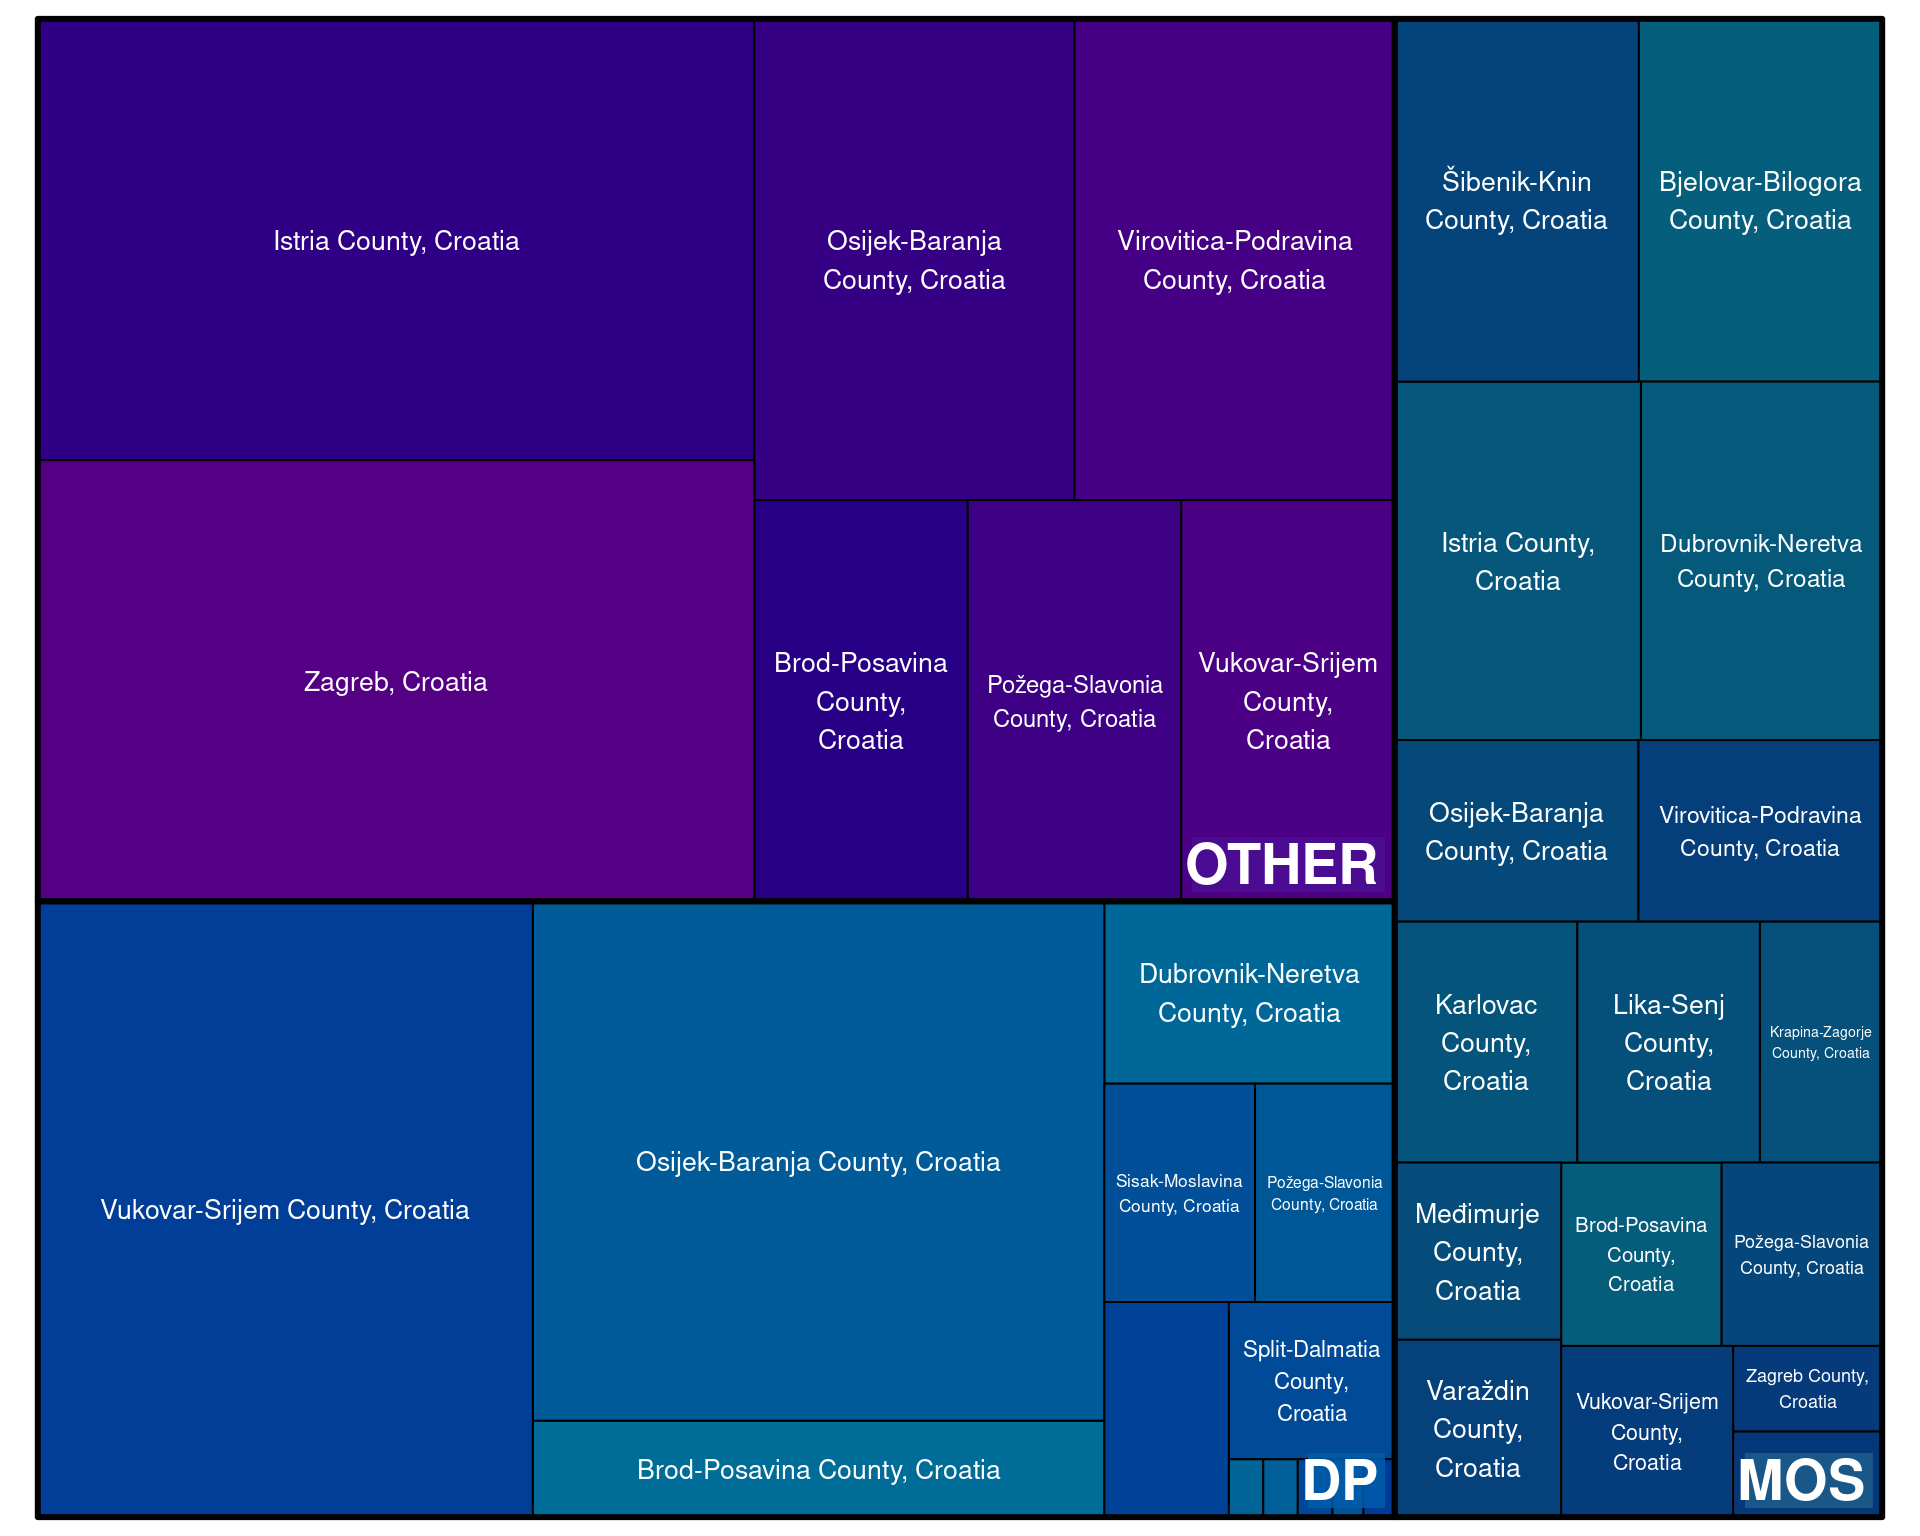 Istria County, Croatia
Osijek-Baranja
County, Croatia
Virovitica-Podravina
County, Croatia
Zagreb, Croatia
Brod-Posavina
County,
Croatia
Požega-Slavonia
County, Croatia
Vukovar-Srijem
County,
Croatia
OTHER
Vukovar-Srijem County, Croatia
Osijek-Baranja County, Croatia
Brod-Posavina County, Croatia
Dubrovnik-Neretva
County, Croatia
Sisak-Moslavina
County, Croatia
Požega-Slavonia
County, Croatia
Split-Dalmatia
County,
Croatia
DP
Šibenik-Knin
County, Croatia
Bjelovar-Bilogora
County, Croatia
Istria County,
Croatia
Dubrovnik-Neretva
County, Croatia
Osijek-Baranja
County, Croatia
Virovitica-Podravina
County, Croatia
Karlovac
County,
Croatia
Lika-Senj
County,
Croatia
Krapina-Zagorje
County, Croatia
Međimurje
County,
Croatia
Brod-Posavina
County,
Croatia
Požega-Slavonia
County, Croatia
Varaždin
County,
Croatia
Vukovar-Srijem
County,
Croatia
Zagreb County,
Croatia
MOS